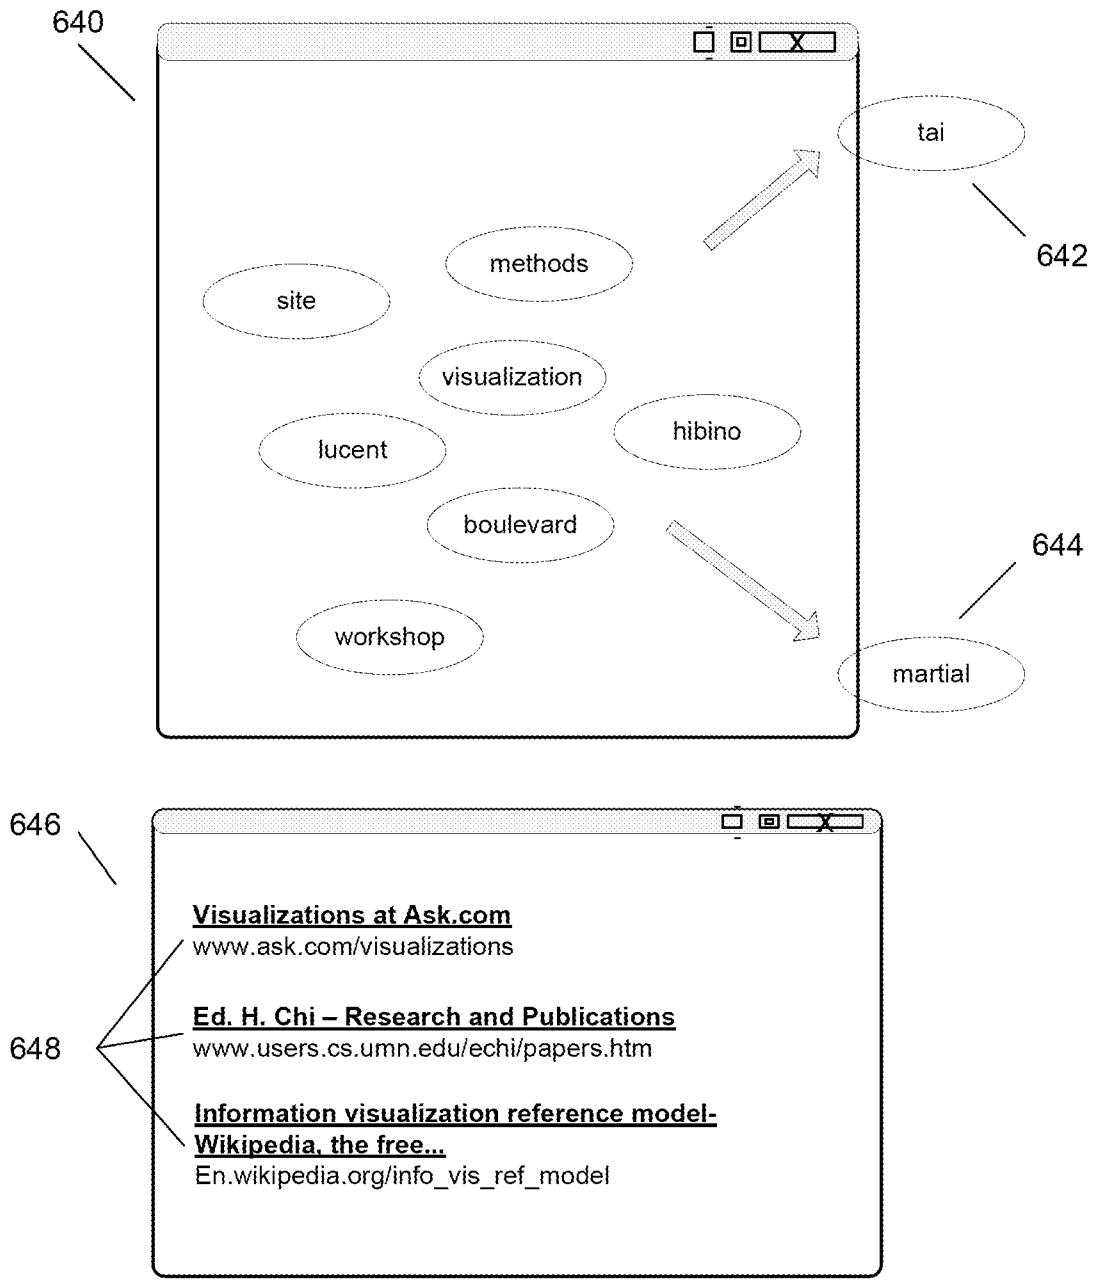 640
X
tai
642
methods
site
visualization
hibino
lucent
boulevard
644
workshop
martial
646
X
Visualizations at Ask.com
www.ask.com/visualizations
648
Ed. H. Chi – Research and Publications
www.users.cs.umn.edu/echi/papers.htm
Information visualization reference model-
Wikipedia, the free...
En.wikipedia.org/info_vis_ref_model